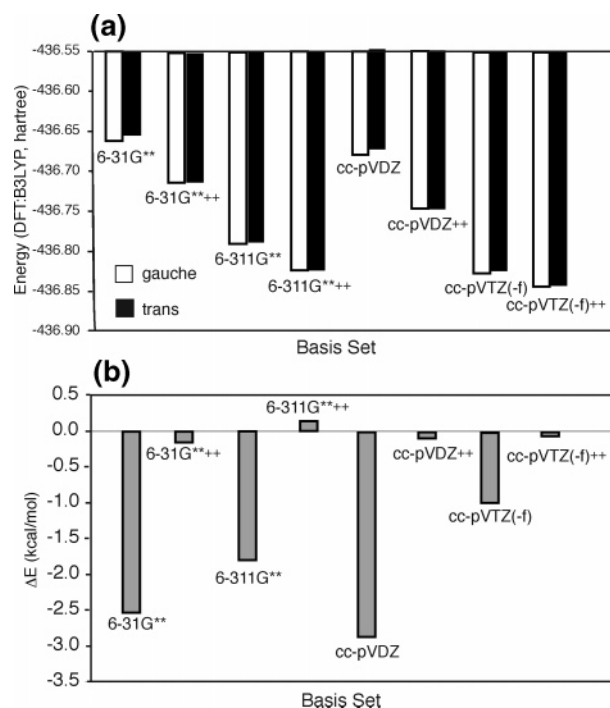 (a)
Energy (DFT:B3LYP, hartree)
-436.55
-436.60
-436.65
-436.70
-436.75
-436.80
-436.85
-436.90
6-31G**
6-31G**++
6-311G**
6-311G**++
cc-pVDZ
cc-pVDZ++
cc-pVTZ(-f)
cc-pVTZ(-f)++
gauche
trans
Basis Set
(b)
ΔE (kcal/mol)
0.5
0.0
-0.5
-1.0
-1.5
-2.0
-2.5
-3.0
-3.5
6-31G**
6-31G**++
6-311G**
6-311G**++
cc-pVDZ
cc-pVDZ++
cc-pVTZ(-f)
cc-pVTZ(-f)++
Basis Set